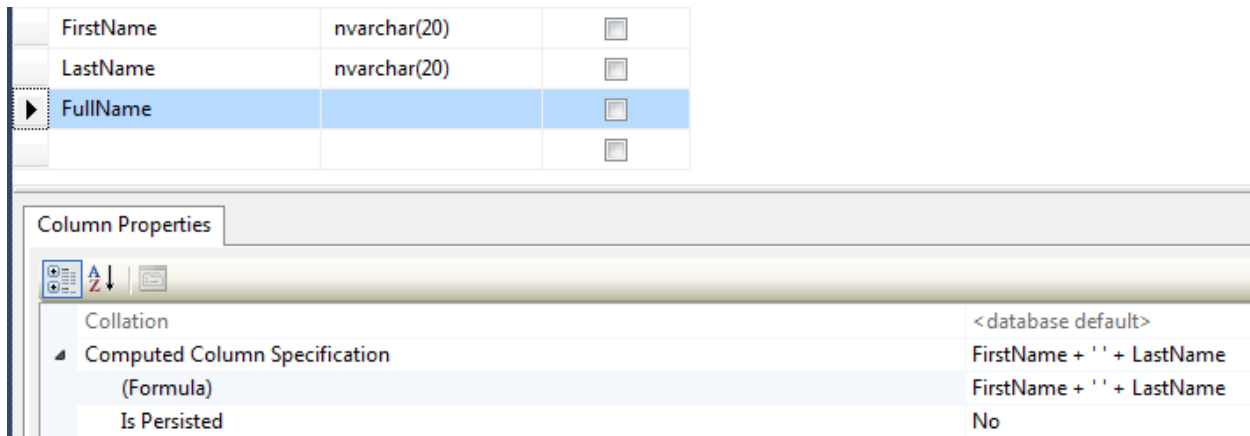 FirstName nvarchar(20)
LastName nvarchar(20)
FullName
Column Properties
A
Z
Collation <database default>
Computed Column Specification FirstName + ' ' + LastName
(Formula) FirstName + ' ' + LastName
Is Persisted No